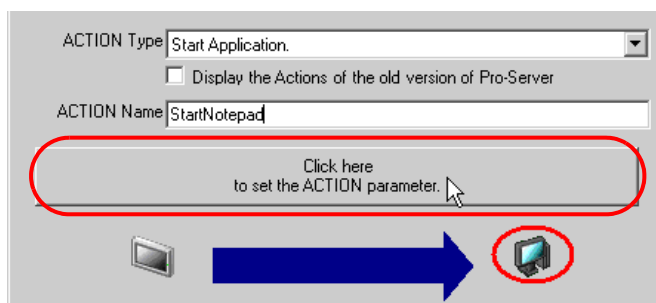 ACTION Type Start Application.
Display the Actions of the old version of Pro-Server
ACTION Name StartNotepad
Click here
to set the ACTION parameter.